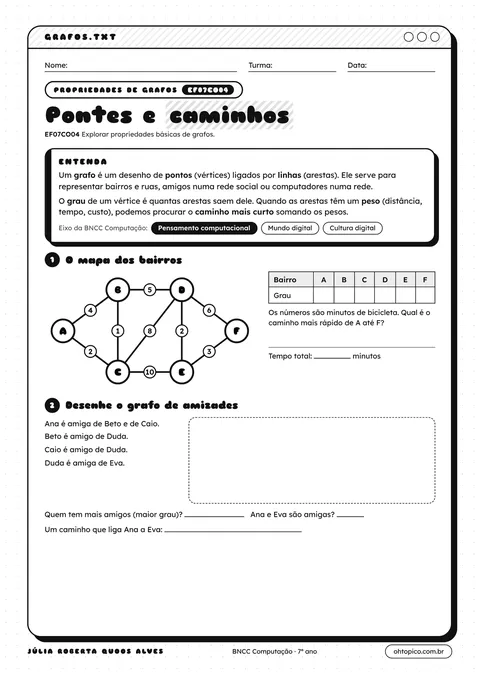 GRAFOS.TXT
Nome: Turma: Data:
PROPRIEDADES DE GRAFOS EF07CO04
Pontes e caminhos
EF07CO04 Explorar propriedades básicas de grafos.
ENTENDA
Um grafo é um desenho de pontos (vértices) ligados por linhas (arestas). Ele serve para
representar bairros e ruas, amigos numa rede social ou computadores numa rede.
O grau de um vértice é quantas arestas saem dele. Quando as arestas têm um peso (distância,
tempo, custo), podemos procurar o caminho mais curto somando os pesos.
Eixo da BNCC Computação: Pensamento computacional Mundo digital Cultura digital
1 O mapa dos bairros
B 5 D
4 6
A 1 8 2 F
2 3
C 10 E
Bairro A B C D E F
Grau
Os números são minutos de bicicleta. Qual é o
caminho mais rápido de A até F?
Tempo total: ________ minutos
2 Desenhe o grafo de amizades
Ana é amiga de Beto e de Caio.
Beto é amigo de Duda.
Caio é amigo de Duda.
Duda é amiga de Eva.
Quem tem mais amigos (maior grau)? ________ Ana e Eva são amigas? ________
Um caminho que liga Ana a Eva: ________
JÚLIA ROBERTA QUOOS ALVES
BNCC Computação · 7º ano
ohtopico.com.br